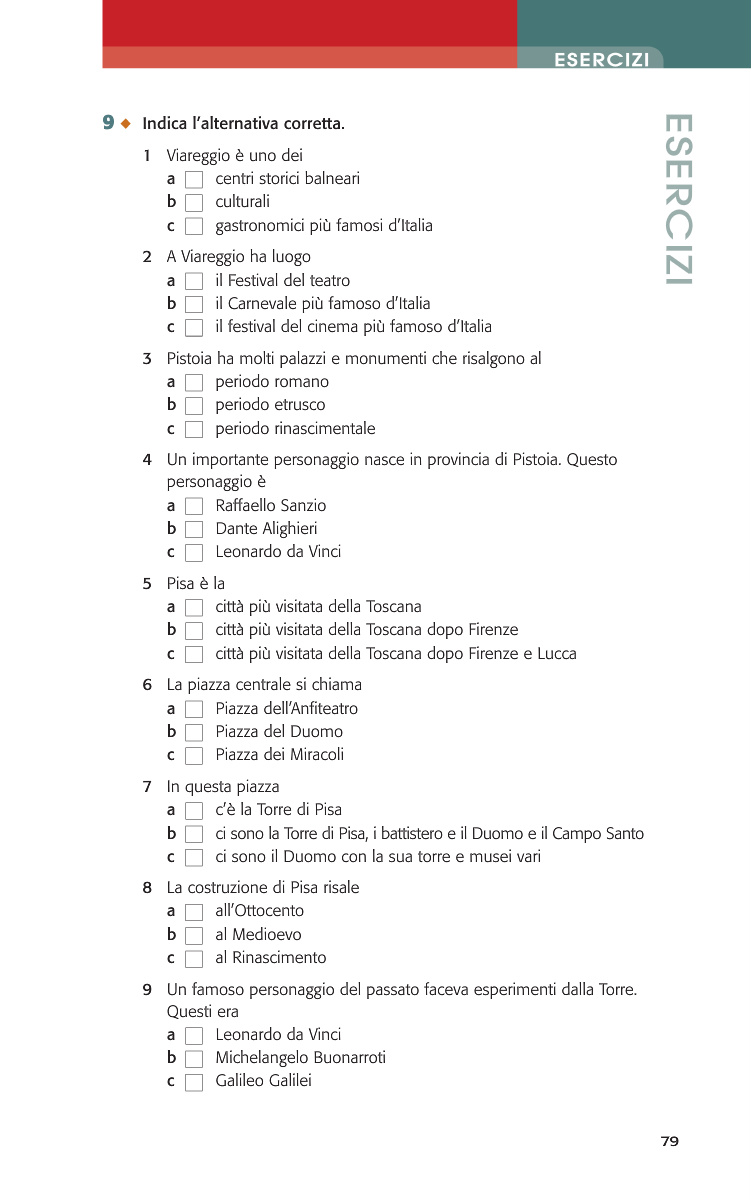 ESERCIZI
ESERCIZI
9 ◆ Indica l'alternativa corretta.
1 Viareggio è uno dei
a centri storici balneari
b culturali
c gastronomici più famosi d'Italia
2 A Viareggio ha luogo
a il Festival del teatro
b il Carnevale più famoso d'Italia
c il festival del cinema più famoso d'Italia
3 Pistoia ha molti palazzi e monumenti che risalgono al
a periodo romano
b periodo etrusco
c periodo rinascimentale
4 Un importante personaggio nasce in provincia di Pistoia. Questo
personaggio è
a Raffaello Sanzio
b Dante Alighieri
c Leonardo da Vinci
5 Pisa è la
a città più visitata della Toscana
b città più visitata della Toscana dopo Firenze
c città più visitata della Toscana dopo Firenze e Lucca
6 La piazza centrale si chiama
a Piazza dell'Anfiteatro
b Piazza del Duomo
c Piazza dei Miracoli
7 In questa piazza
a c'è la Torre di Pisa
b ci sono la Torre di Pisa, i battistero e il Duomo e il Campo Santo
c ci sono il Duomo con la sua torre e musei vari
8 La costruzione di Pisa risale
a all'Ottocento
b al Medioevo
c al Rinascimento
9 Un famoso personaggio del passato faceva esperimenti dalla Torre.
Questi era
a Leonardo da Vinci
b Michelangelo Buonarroti
c Galileo Galilei
79